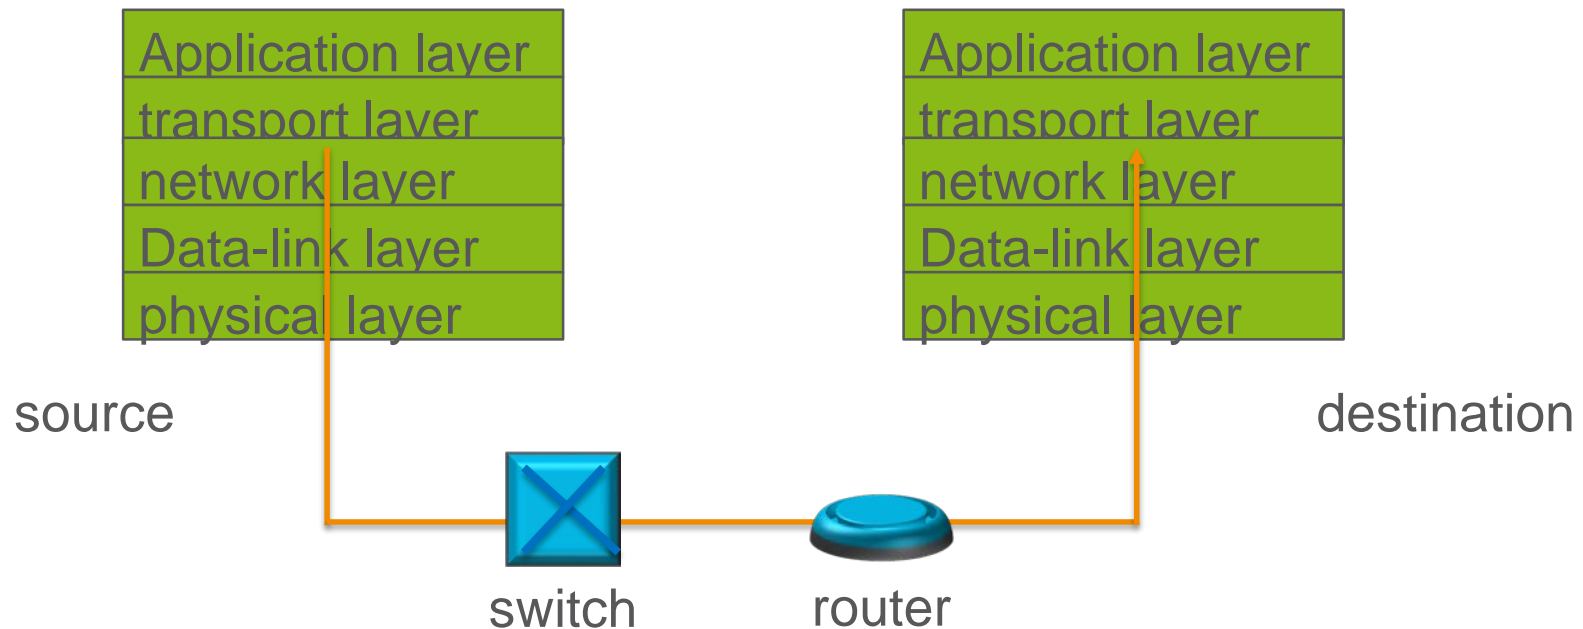 Application layer
transport layer
network layer
Data-link layer
physical layer
Application layer
transport layer
network layer
Data-link layer
physical layer
source
destination
switch
router